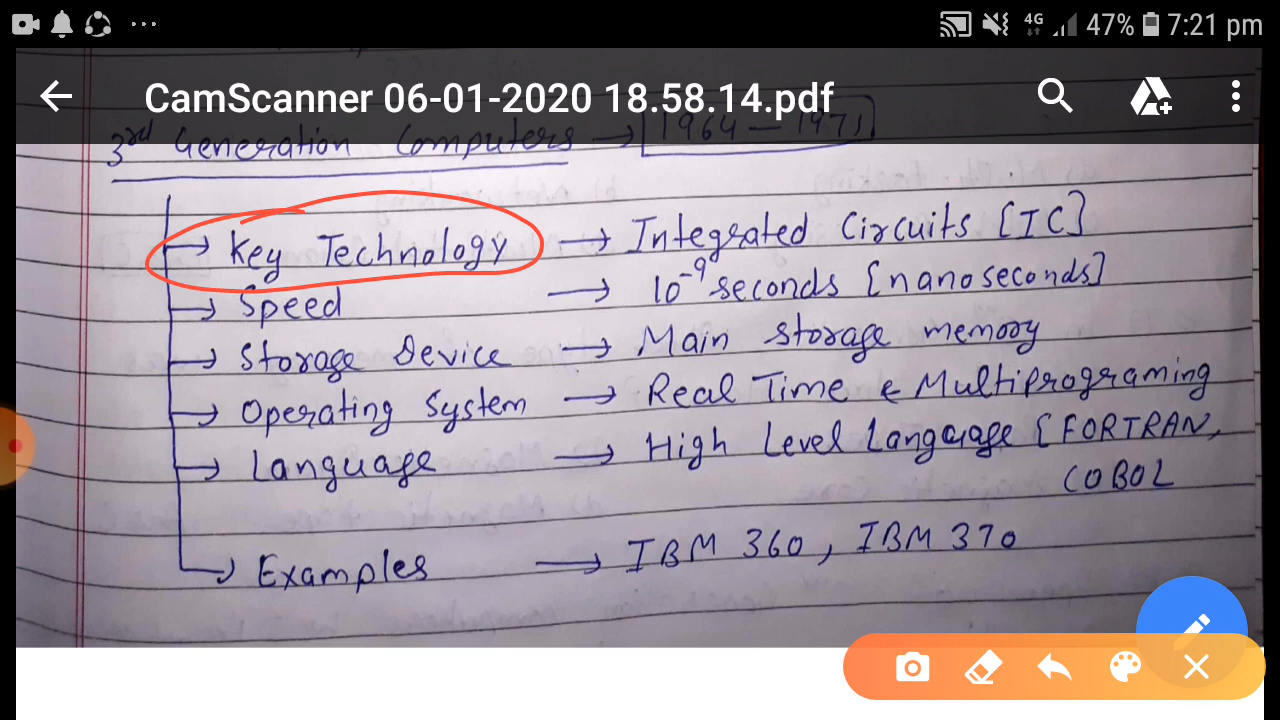 4G 47% 7:21 pm
CamScanner 06-01-2020 18.58.14.pdf
3rd Generation Computers → [1964 – 1971]
→ Key Technology → Integrated Circuits [IC]
→ Speed → 10⁻⁹ seconds [nanoseconds]
→ Storage Device → Main storage memory
→ Operating System → Real Time & Multiprograming
→ Language → High Level Language [FORTRAN,
COBOL
→ Examples → IBM 360, IBM 370